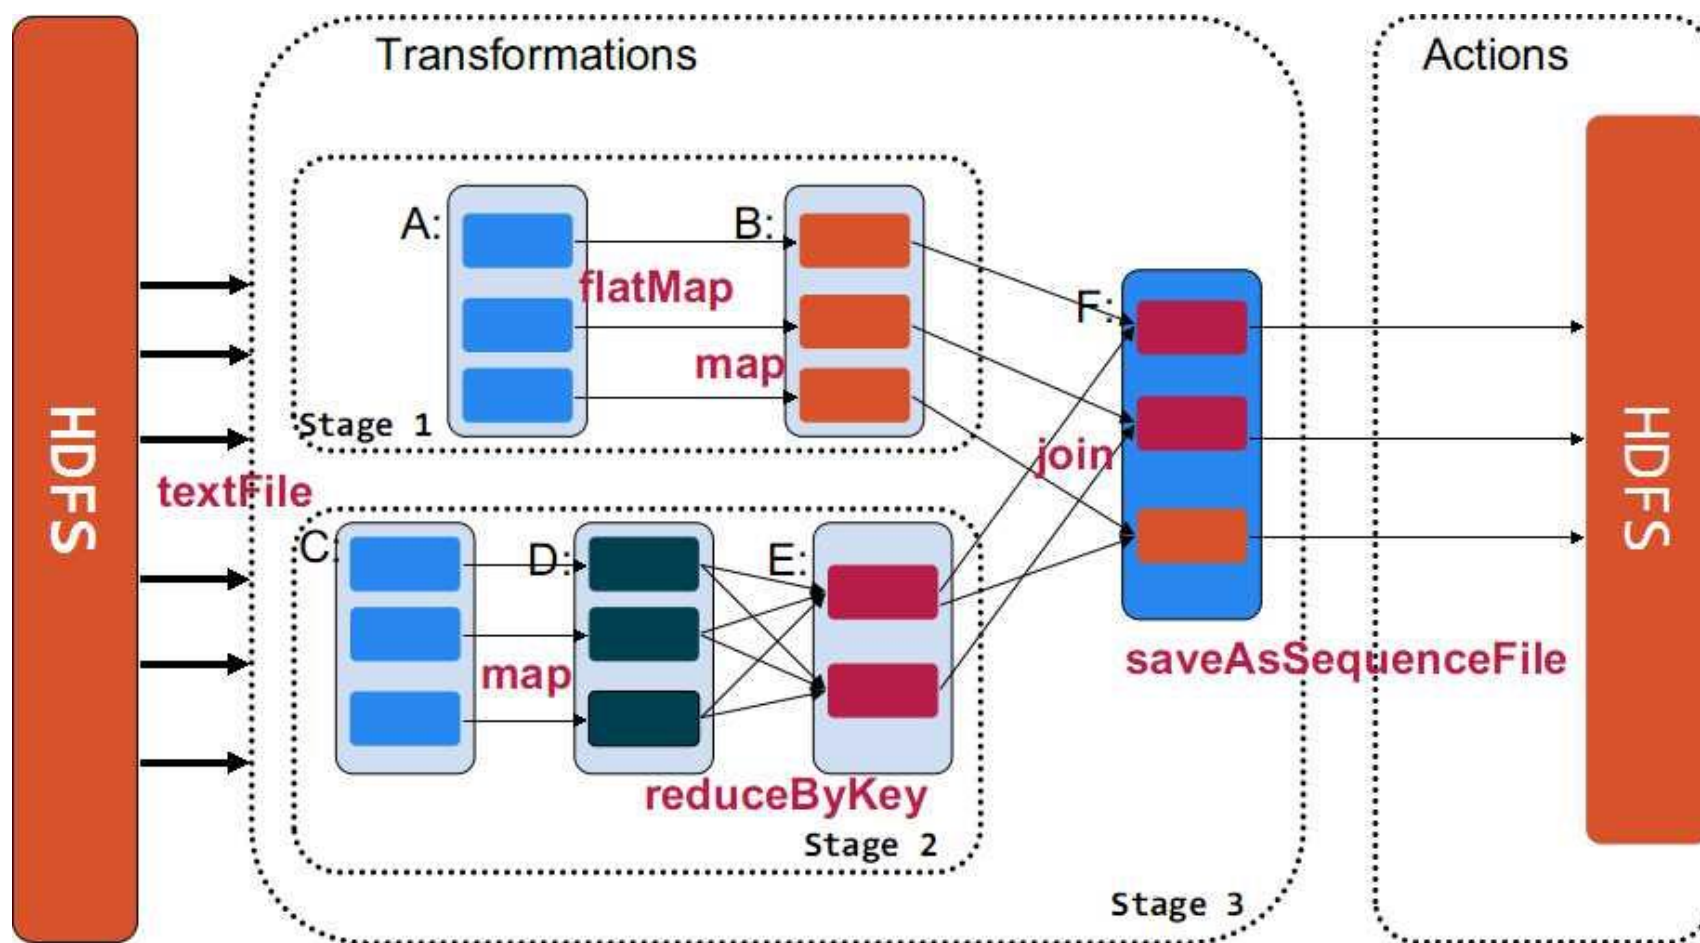 Transformations
Actions
A:
B:
flatMap
F:
map
HDFS
Stage 1
join
HDFS
textFile
C:
D:
E:
map
saveAsSequenceFile
reduceByKey
Stage 2
Stage 3